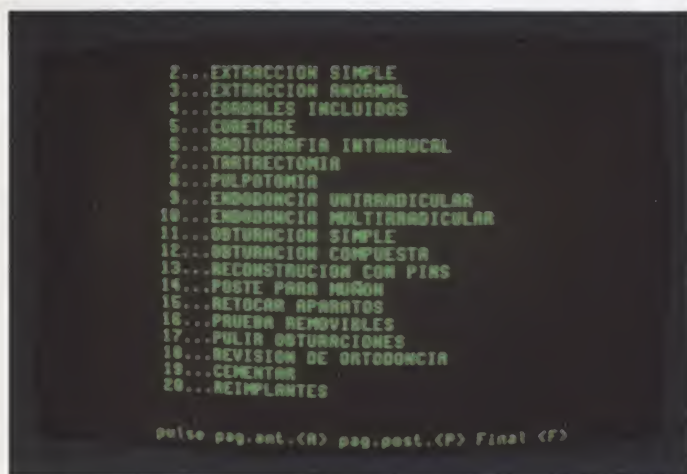 2...EXTRACCION SIMPLE
3...EXTRACCION ANORMAL
4...CORDALES INCLUIDOS
5...CURETAGE
6...RADIOGRAFIA INTRABUCAL
7...TARTRECTOMIA
8...PULPOTOMIA
9...ENDODONCIA UNIRRADICULAR
10...ENDODONCIA MULTIRRADICULAR
11...OBTURACION SIMPLE
12...OBTURACION COMPUESTA
13...RECONSTRUCION CON PINS
14...POSTE PARA MUÑON
15...RETOCAR APARATOS
16...PRUEBA REMOVIBLES
17...PULIR OBTURACIONES
18...REVISION DE ORTODONCIA
19...CEMENTAR
20...REIMPLANTES
pulse pag.ant.<A> pag.post.<P> Final <F>